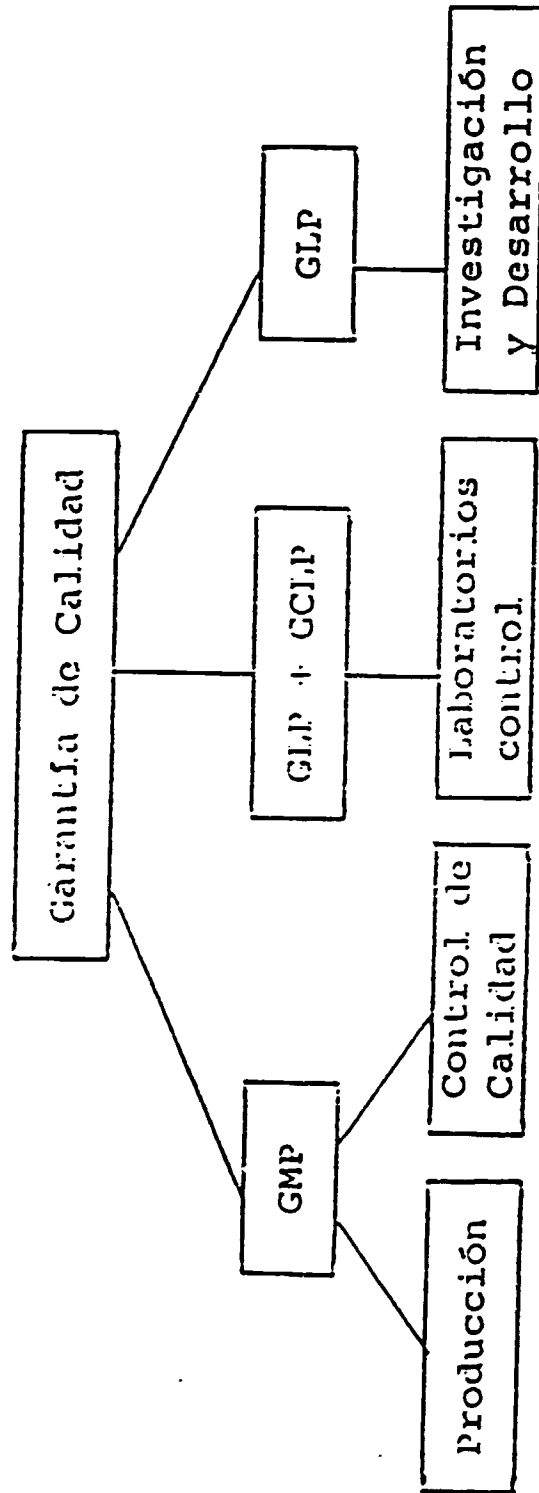 Garantía de Calidad
GMP
GLP + GCLP
GLP
Producción
Control de
Calidad
Laboratorios
control
Investigación
y Desarrollo